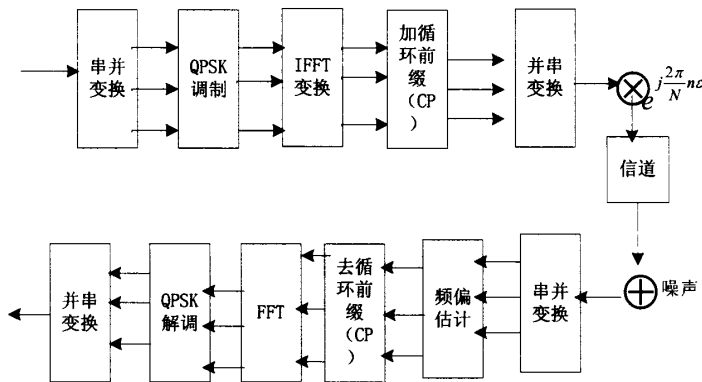 串并
变换
QPSK
调制
IFFT
变换
加循
环前
缀
（CP
）
并串
变换
e^{j\frac{2π}{N}nε}
信道
噪声
串并
变换
频偏
估计
去循
环前
缀
（CP
）
FFT
QPSK
解调
并串
变换